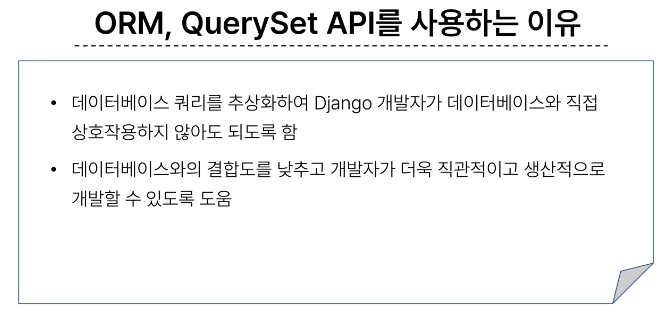 ORM, QuerySet API를 사용하는 이유
• 데이터베이스 쿼리를 추상화하여 Django 개발자가 데이터베이스와 직접
상호작용하지 않아도 되도록 함
• 데이터베이스와의 결합도를 낮추고 개발자가 더욱 직관적이고 생산적으로
개발할 수 있도록 도움